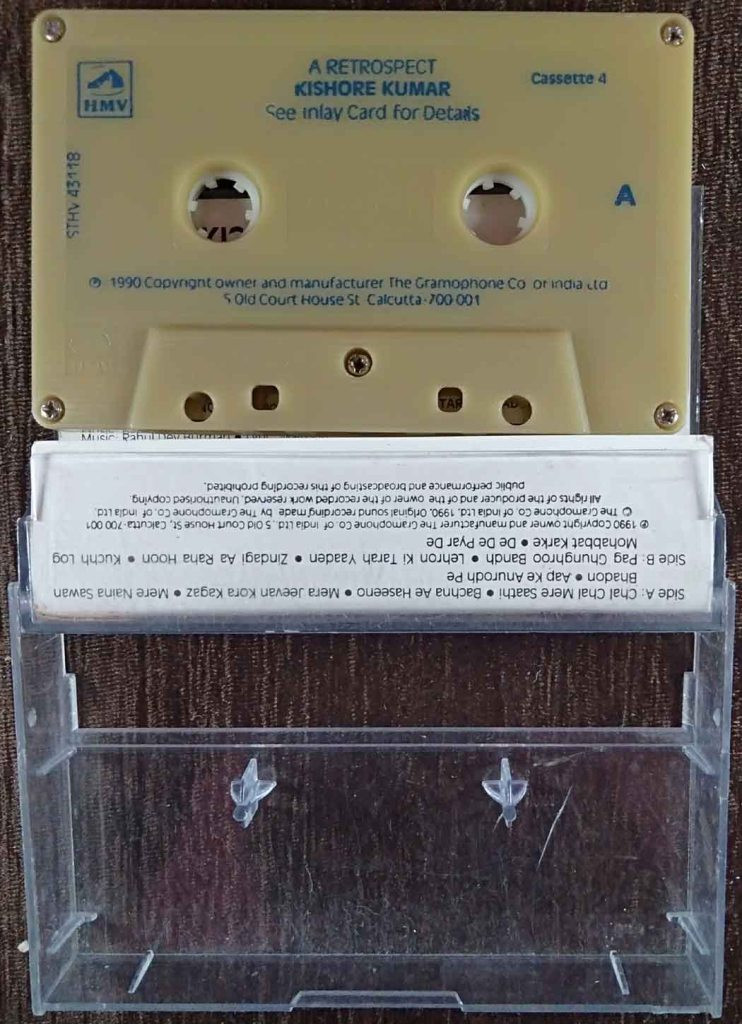 HMV
A RETROSPECT
KISHORE KUMAR
See Inlay Card for Details
Cassette 4
STHV 43118
A
℗ 1990 Copyright owner and manufacturer The Gramophone Co of India Ltd
5 Old Court House St Calcutta-700 001
Music: Rahul Dev Burman •
Side A: Chal Chal Mere Saathi • Bachna Ae Haseeno • Mera Jeevan Kora Kagaz • Mere Naina Sawan
Bhadon • Aap Ke Anurodh Pe
Side B: Pag Ghunghroo Bandh • Lehron Ki Tarah Yaaden • Zindagi Aa Raha Hoon • Kuchh Log
Mohabbat Karke • De De Pyar De
℗ 1990 Copyright owner and manufacturer The Gramophone Co. of India Ltd., 5 Old Court House St, Calcutta-700 001
© The Gramophone Co. of India Ltd. 1990. Original sound recording made by The Gramophone Co. of India Ltd.
All rights of the producer and of the owner of the recorded work reserved. Unauthorised copying
public performance and broadcasting of this recording prohibited.